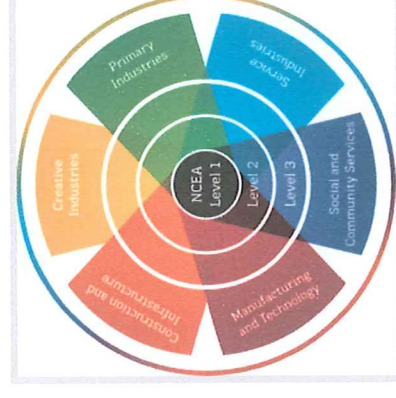 Primary
Industries
Service
Industries
Creative
Industries
NCEA
Level 1
Level 2
Level 3
Social and
Community Services
Construction and
Infrastructure
Manufacturing
and Technology